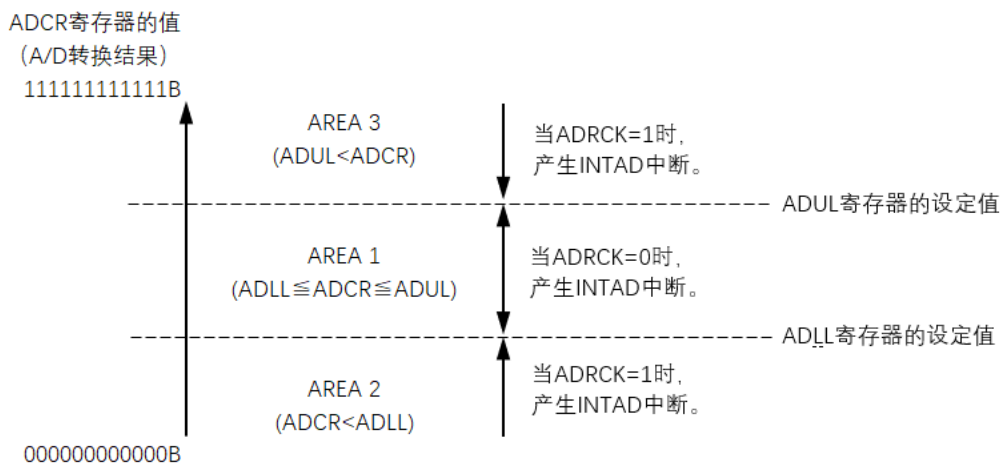 ADCR寄存器的值
（A/D转换结果）
111111111111B
AREA 3
(ADUL<ADCR)
当ADRCK=1时，
产生INTAD中断。
ADUL寄存器的设定值
AREA 1
(ADLL≦ADCR≦ADUL)
当ADRCK=0时，
产生INTAD中断。
ADLL寄存器的设定值
AREA 2
(ADCR<ADLL)
当ADRCK=1时，
产生INTAD中断。
000000000000B